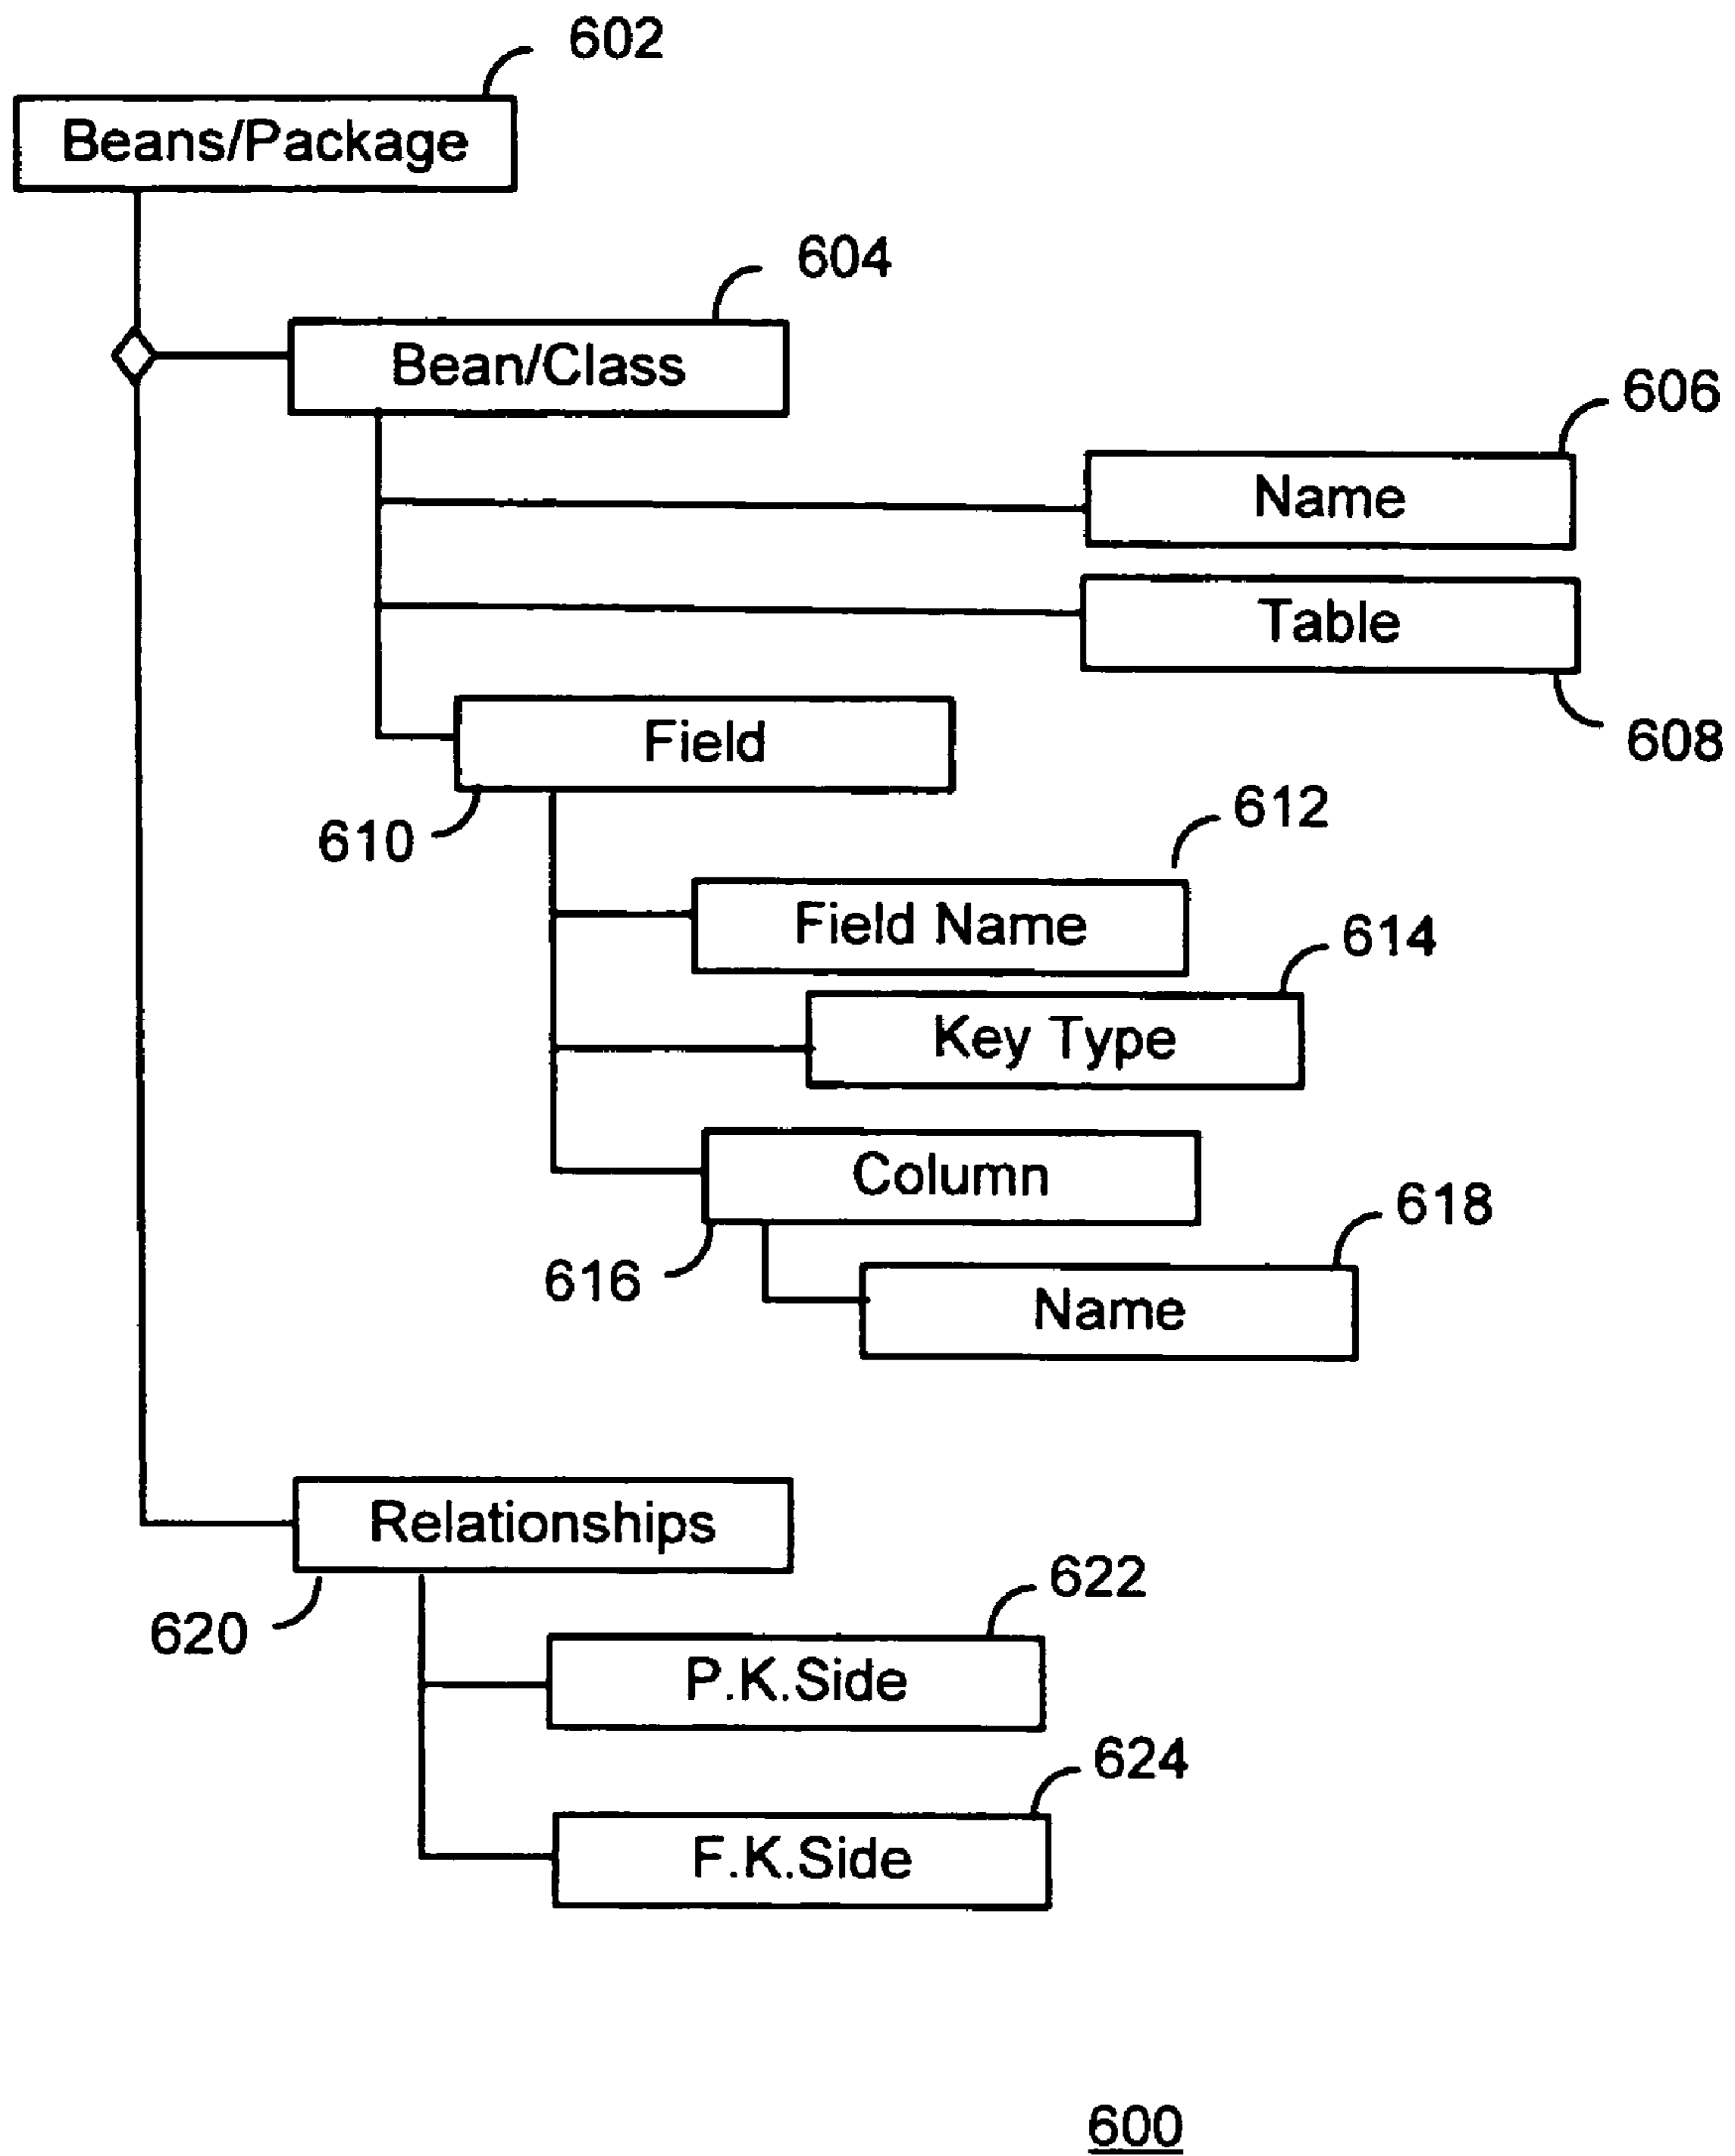 602
Beans/Package
604
Bean/Class
606
Name
Table
608
Field
610
612
Field Name
614
Key Type
Column
618
616
Name
Relationships
620
622
P.K.Side
624
F.K.Side
600